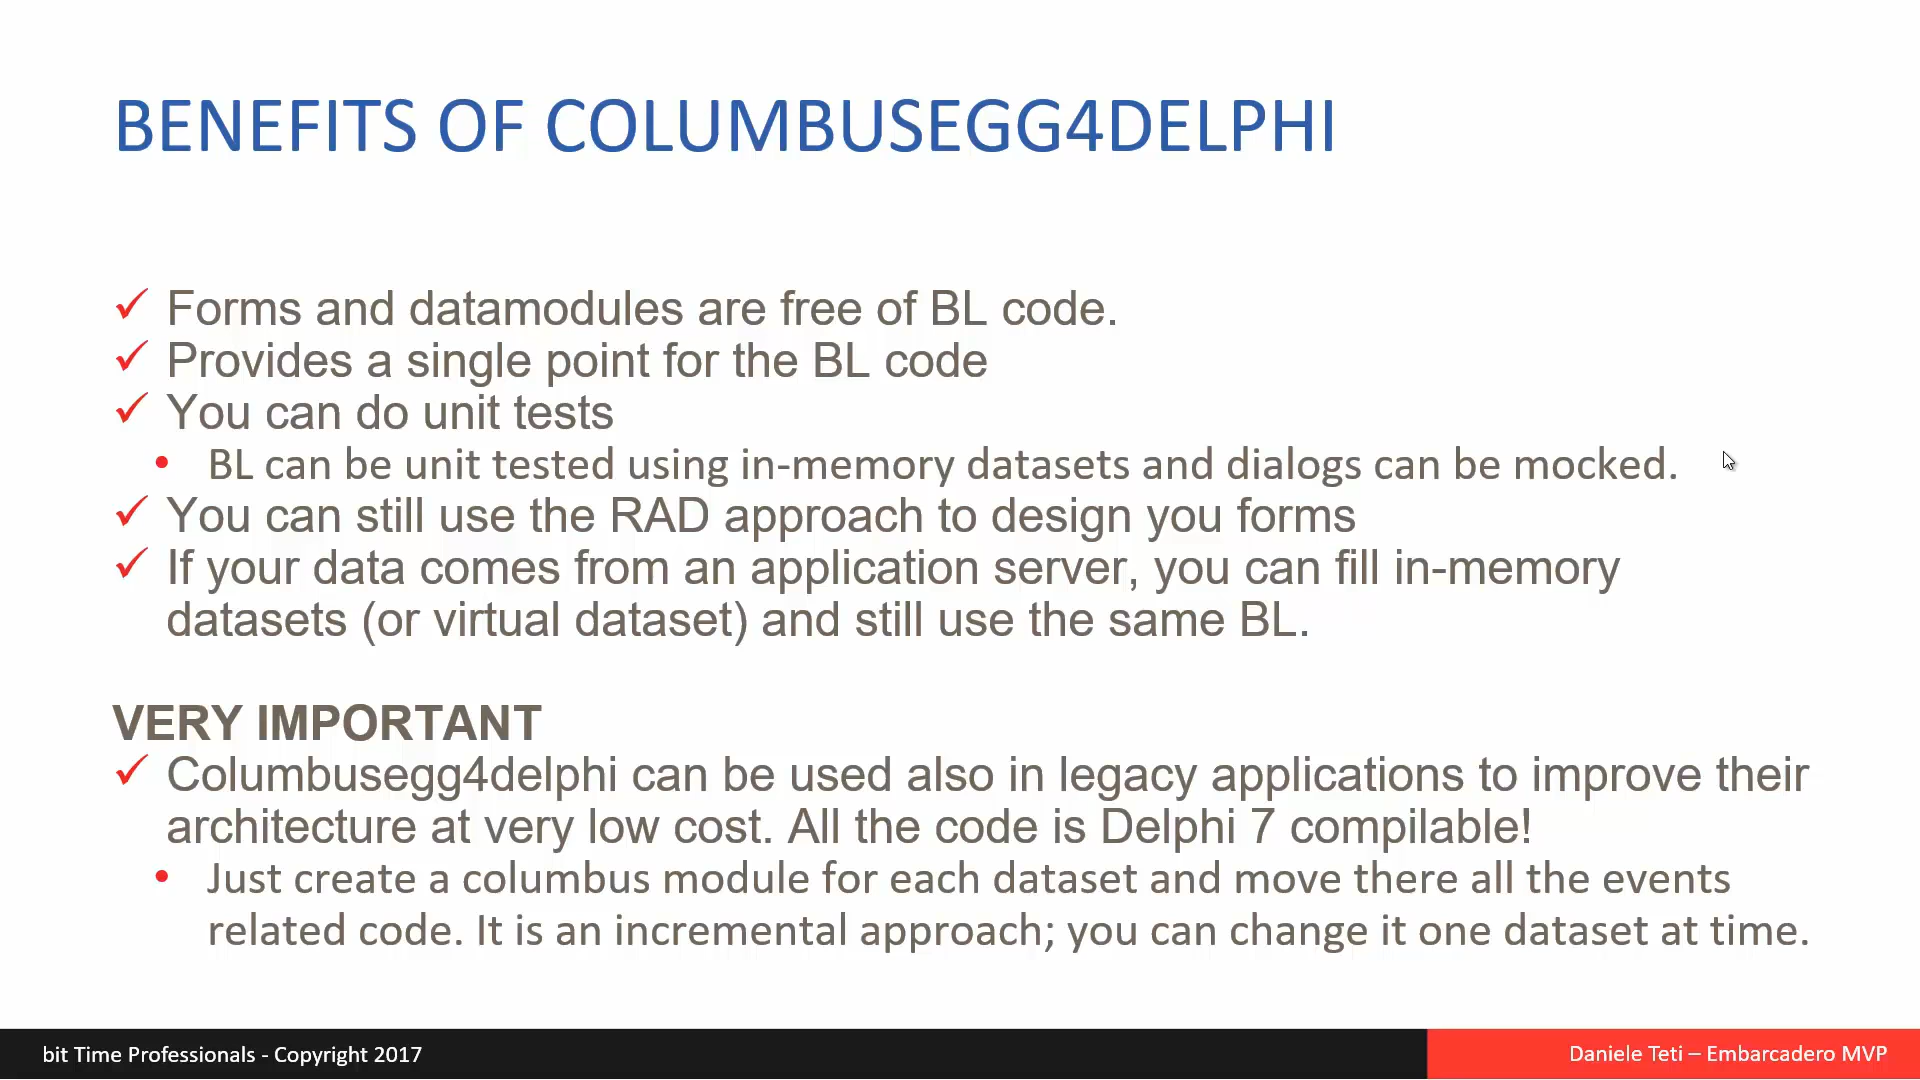 BENEFITS OF COLUMBUSEGG4DELPHI
✓ Forms and datamodules are free of BL code.
✓ Provides a single point for the BL code
✓ You can do unit tests
• BL can be unit tested using in-memory datasets and dialogs can be mocked.
✓ You can still use the RAD approach to design you forms
✓ If your data comes from an application server, you can fill in-memory
datasets (or virtual dataset) and still use the same BL.
VERY IMPORTANT
✓ Columbusegg4delphi can be used also in legacy applications to improve their
architecture at very low cost. All the code is Delphi 7 compilable!
• Just create a columbus module for each dataset and move there all the events
related code. It is an incremental approach; you can change it one dataset at time.
bit Time Professionals - Copyright 2017
Daniele Teti – Embarcadero MVP